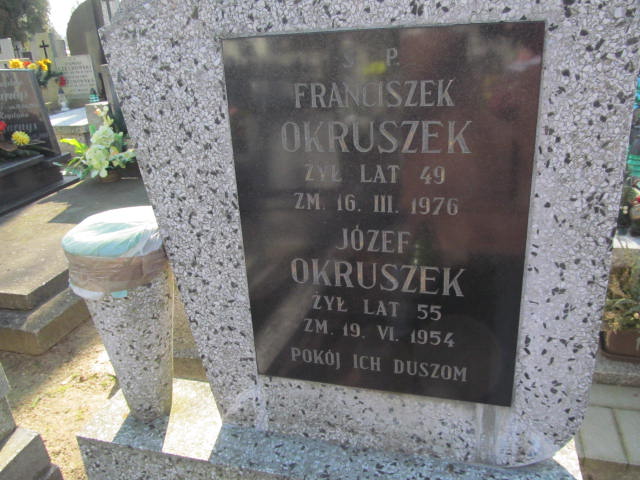 Ś. P.
FRANCISZEK
OKRUSZEK
ŻYŁ LAT 49
ZM. 16. III. 1976
JÓZEF
OKRUSZEK
ŻYŁ LAT 55
ZM. 19. VI. 1954
POKÓJ ICH DUSZOM